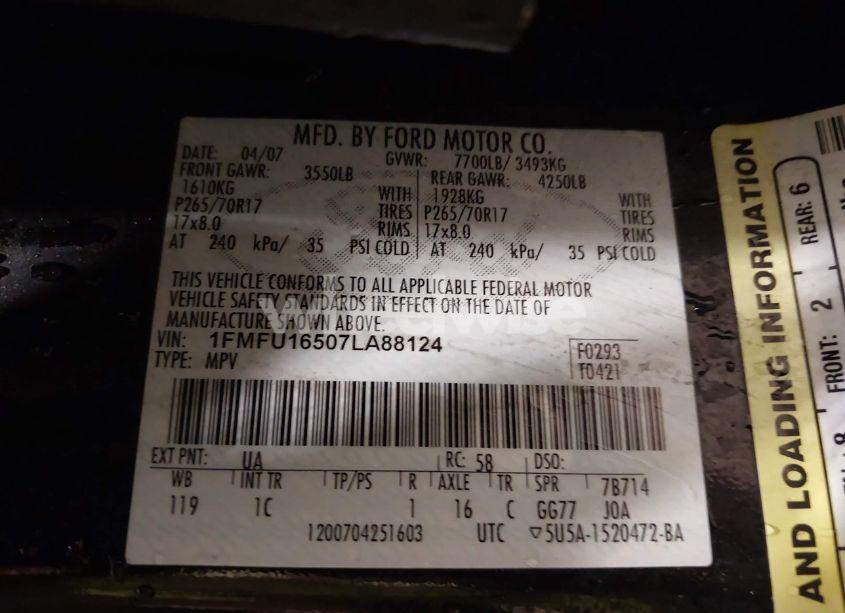 MFD. BY FORD MOTOR CO.
DATE: 04/07 GVWR: 7700LB/ 3493KG
FRONT GAWR: 3550LB REAR GAWR: 4250LB
1610KG WITH 1928KG WITH
P265/70R17 TIRES P265/70R17 TIRES
17x8.0 RIMS 17x8.0 RIMS
AT 240 kPa/ 35 PSI COLD AT 240 kPa/ 35 PSI COLD
THIS VEHICLE CONFORMS TO ALL APPLICABLE FEDERAL MOTOR
VEHICLE SAFETY STANDARDS IN EFFECT ON THE DATE OF
MANUFACTURE SHOWN ABOVE.
VIN: 1FMFU16507LA88124
TYPE: MPV
F0293
T0421
EXT PNT: UA RC: 58 DSO:
WB INT TR TP/PS R AXLE TR SPR 7B714
119 1C 1 16 C GG77 J0A
1200704251603 UTC ▽5U5A-1520472-BA
AND LOADING INFORMATION
FRONT: 2 REAR: 6